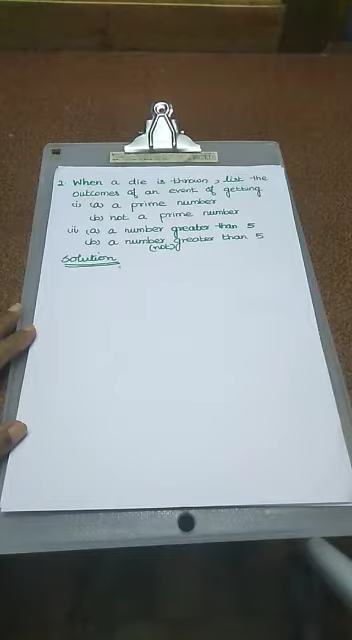 2. When a die is thrown, list the
outcomes of an event of getting
(i) (a) a prime number
(b) not a prime number
(ii) (a) a number greater than 5
(b) a number greater than 5
(not)
Solution